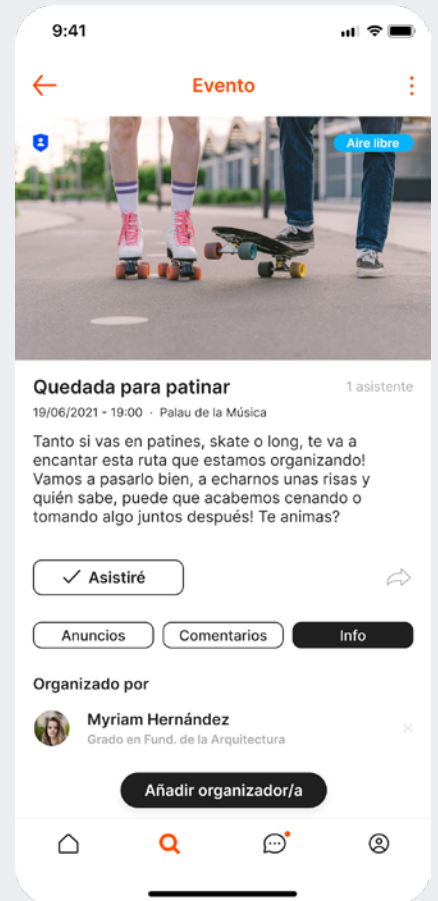 9:41
Evento
Aire libre
Quedada para patinar
1 asistente
19/06/2021 - 19:00 · Palau de la Música
Tanto si vas en patines, skate o long, te va a
encantar esta ruta que estamos organizando!
Vamos a pasarlo bien, a echarnos unas risas y
quién sabe, puede que acabemos cenando o
tomando algo juntos después! Te animas?
Asistiré
Anuncios
Comentarios
Info
Organizado por
Myriam Hernández
Grado en Fund. de la Arquitectura
Añadir organizador/a